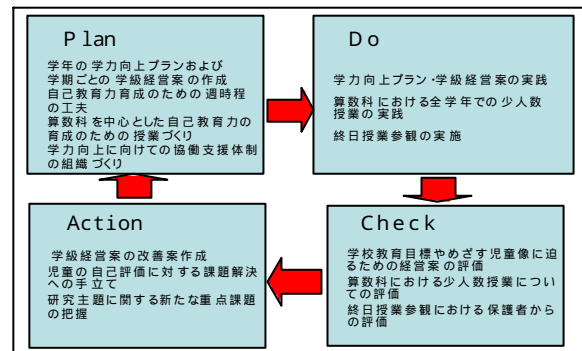 Plan
学年の学力向上プランおよび
学期ごとの学級経営案の作成
自己教育力育成のための週時程
の工夫
算数科を中心とした自己教育力の
育成のための授業づくり
学力向上に向けての協働支援体制
の組織づくり
Do
学力向上プラン・学級経営案の実践
算数科における全学年での少人数
授業の実践
終日授業参観の実施
Check
学校教育目標やめざす児童像に迫
るための経営案の評価
算数科における少人数授業につい
ての評価
終日授業参観における保護者から
の評価
Action
学級経営案の改善案作成
児童の自己評価に対する課題解決
への手立て
研究主題に関する新たな重点課題
の把握